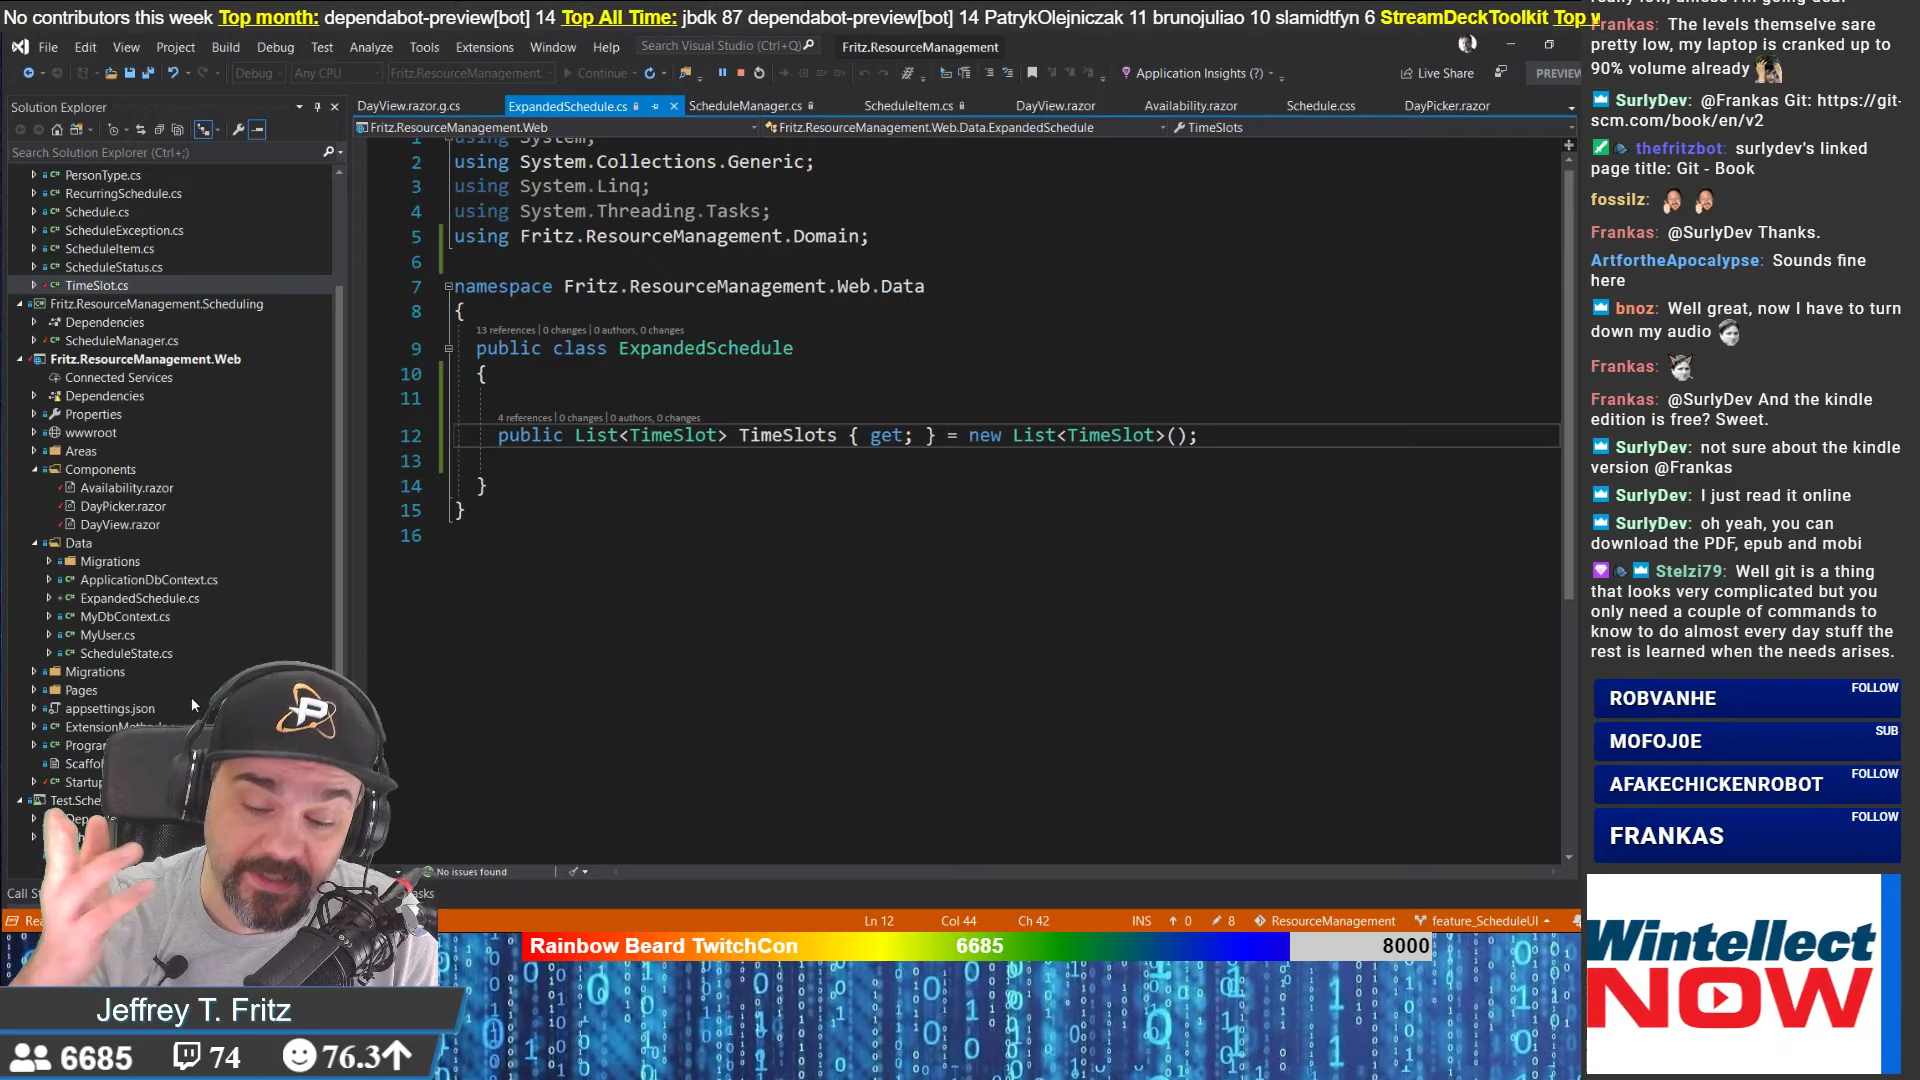 No contributors this week Top month: dependabot-preview[bot] 14 Top All Time: jbdk 87 dependabot-preview[bot] 14 PatrykOlejniczak 11 brunojuliao 10 slamidtfyn 6 StreamDeckToolkit Top
File Edit View Project Build Debug Test Analyze Tools Extensions Window Help Search Visual Studio (Ctrl+Q) Fritz.ResourceManagement
Debug Any CPU Fritz.ResourceManagement. Continue Application Insights (?) Live Share PREVIEW
Solution Explorer
Search Solution Explorer (Ctrl+;)
PersonType.cs
RecurringSchedule.cs
Schedule.cs
ScheduleException.cs
ScheduleItem.cs
ScheduleStatus.cs
TimeSlot.cs
Fritz.ResourceManagement.Scheduling
Dependencies
ScheduleManager.cs
Fritz.ResourceManagement.Web
Connected Services
Dependencies
Properties
wwwroot
Areas
Components
Availability.razor
DayPicker.razor
DayView.razor
Data
Migrations
ApplicationDbContext.cs
ExpandedSchedule.cs
MyDbContext.cs
MyUser.cs
ScheduleState.cs
Migrations
Pages
appsettings.json
DayView.razor.g.cs ExpandedSchedule.cs ScheduleManager.cs ScheduleItem.cs DayView.razor Availability.razor Schedule.css DayPicker.razor
Fritz.ResourceManagement.Web Fritz.ResourceManagement.Web.Data.ExpandedSchedule TimeSlots
1 using System;
2 using System.Collections.Generic;
3 using System.Linq;
4 using System.Threading.Tasks;
5 using Fritz.ResourceManagement.Domain;
6
7 namespace Fritz.ResourceManagement.Web.Data
8 {
13 references | 0 changes | 0 authors, 0 changes
9 public class ExpandedSchedule
10 {
11
4 references | 0 changes | 0 authors, 0 changes
12 public List<TimeSlot> TimeSlots { get; } = new List<TimeSlot>();
13
14 }
15 }
16
No issues found
Ln 12 Col 44 Ch 42 INS 0 8 ResourceManagement feature_ScheduleUI
Rainbow Beard TwitchCon 6685 8000
Jeffrey T. Fritz
6685 74 76.3
Frankas: The levels themselve sare
pretty low, my laptop is cranked up to
90% volume already
SurlyDev: @Frankas Git: https://git-
scm.com/book/en/v2
thefritzbot: surlydev's linked
page title: Git - Book
fossilz:
Frankas: @SurlyDev Thanks.
ArtfortheApocalypse: Sounds fine
here
bnoz: Well great, now I have to turn
down my audio
Frankas:
Frankas: @SurlyDev And the kindle
edition is free? Sweet.
SurlyDev: not sure about the kindle
version @Frankas
SurlyDev: I just read it online
SurlyDev: oh yeah, you can
download the PDF, epub and mobi
Stelzi79: Well git is a thing
that looks very complicated but you
only need a couple of commands to
know to do almost every day stuff the
rest is learned when the needs arises.
ROBVANHE FOLLOW
MOFOJ0E SUB
AFAKECHICKENROBOT FOLLOW
FRANKAS FOLLOW
Wintellect
NOW